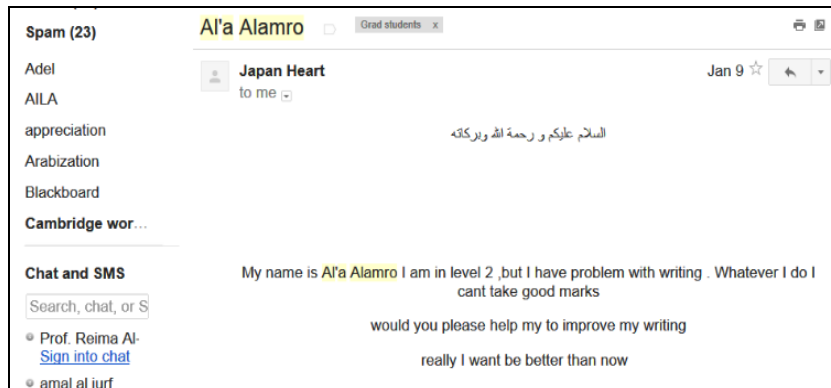 Spam (23)
Adel
AILA
appreciation
Arabization
Blackboard
Cambridge wor...
Chat and SMS
Search, chat, or S
Prof. Reima Al-
Sign into chat
amal al jurf
Al'a Alamro
Grad students x
Japan Heart
Jan 9
to me
السلام عليكم و رحمة الله وبركاته
My name is Al'a Alamro I am in level 2 ,but I have problem with writing . Whatever I do I
cant take good marks
would you please help my to improve my writing
really I want be better than now